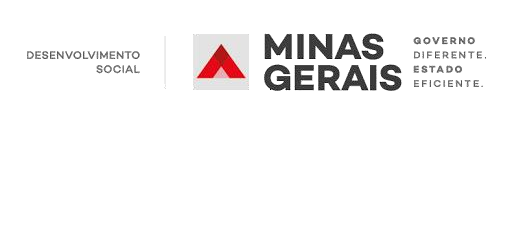 DESENVOLVIMENTO
SOCIAL
MINAS
GERAIS
GOVERNO
DIFERENTE.
ESTADO
EFICIENTE.